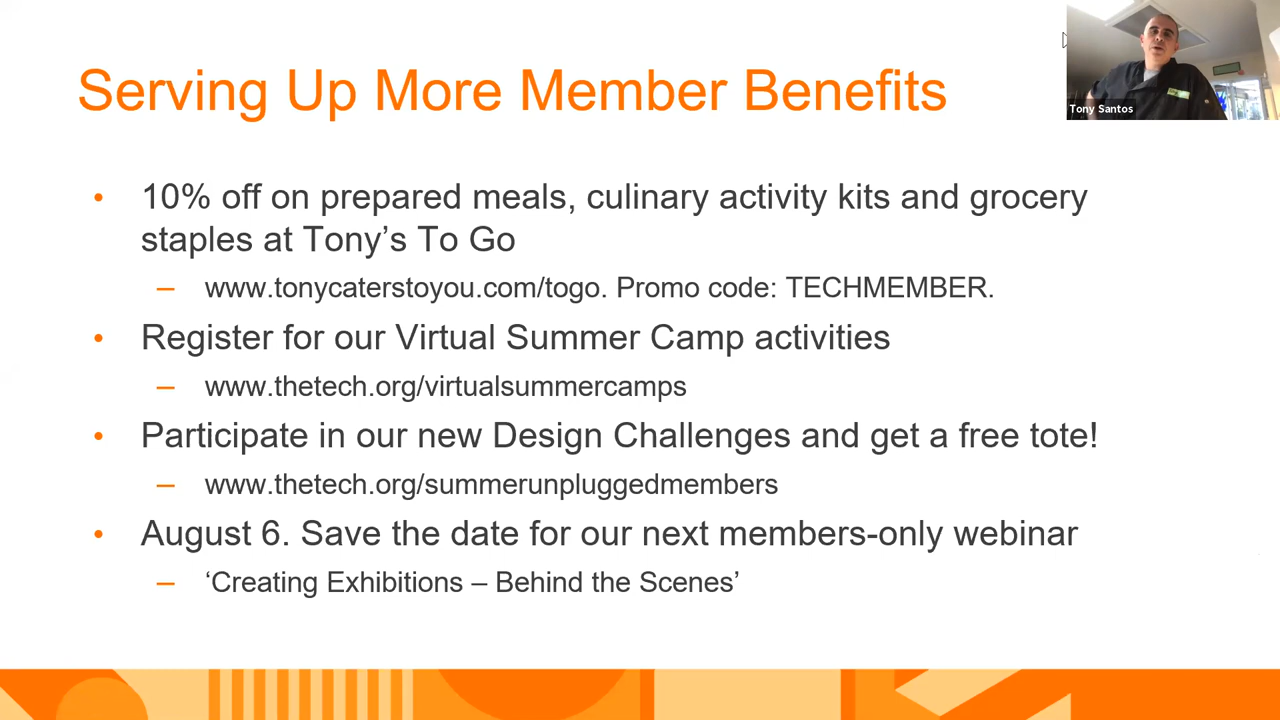 Serving Up More Member Benefits
Tony Santos
• 10% off on prepared meals, culinary activity kits and grocery
staples at Tony’s To Go
– www.tonycaterstoyou.com/togo. Promo code: TECHMEMBER.
• Register for our Virtual Summer Camp activities
– www.thetech.org/virtualsummercamps
• Participate in our new Design Challenges and get a free tote!
– www.thetech.org/summerunpluggedmembers
• August 6. Save the date for our next members-only webinar
– ‘Creating Exhibitions – Behind the Scenes’